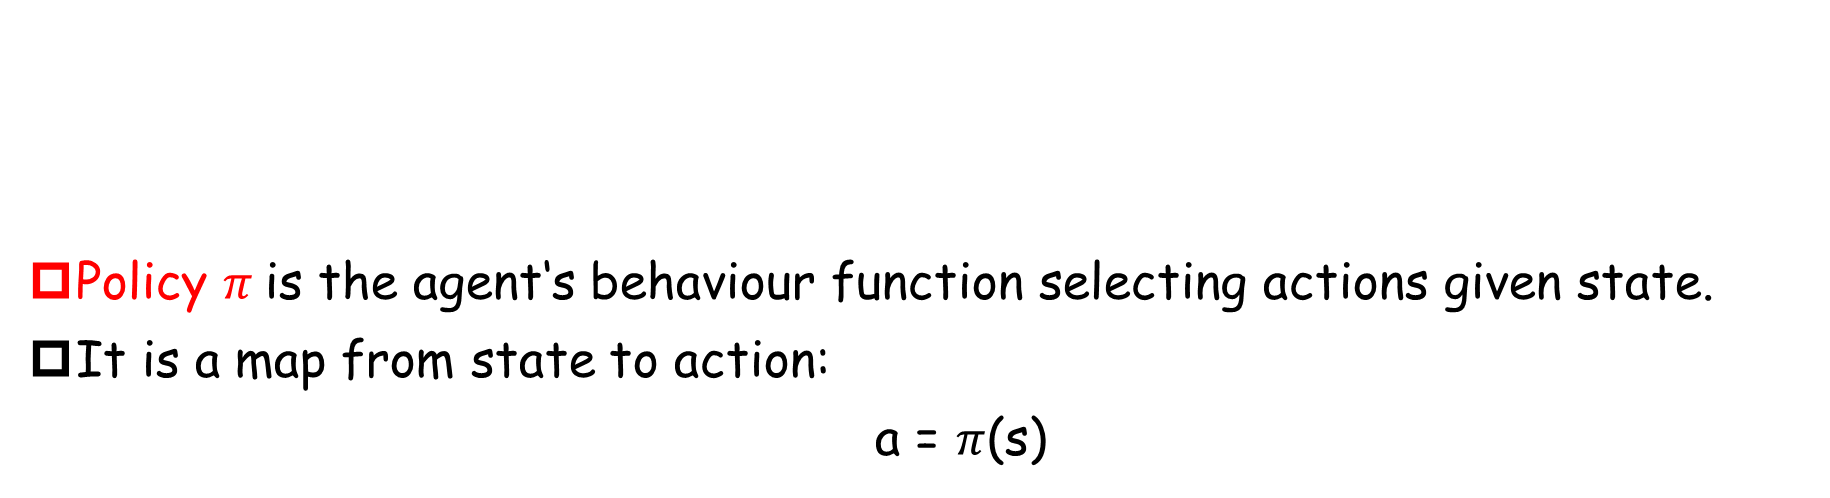 Policy π is the agent's behaviour function selecting actions given state.
It is a map from state to action:
a = π(s)